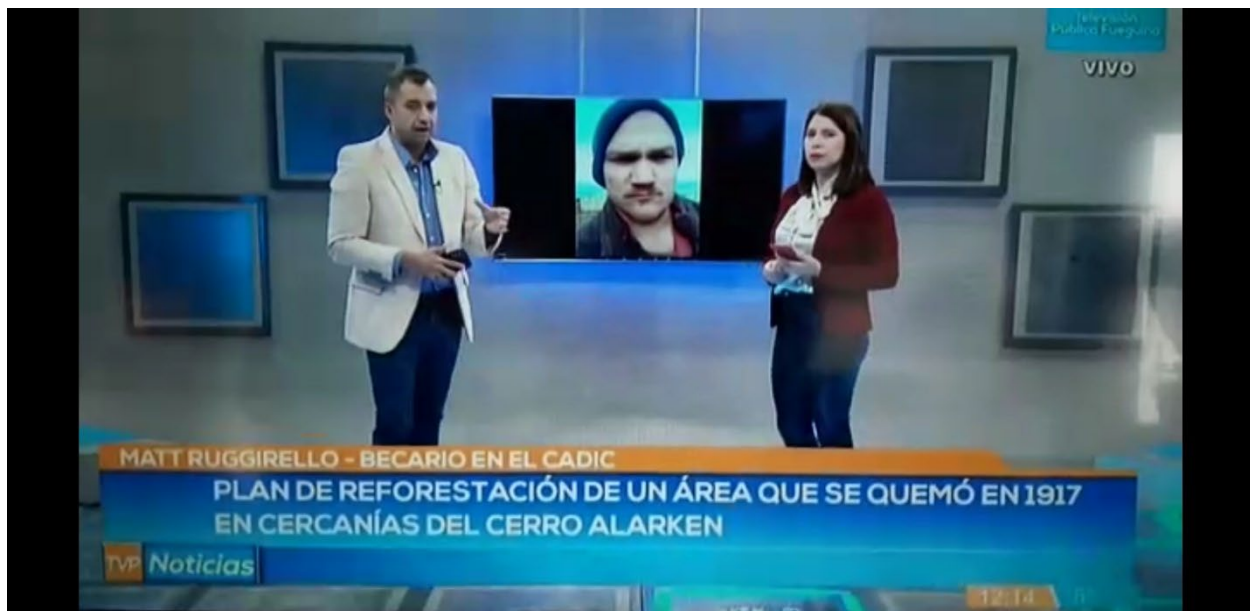 Televisión
Pública Fueguina
VIVO
MATT RUGGIRELLO - BECARIO EN EL CADIC
PLAN DE REFORESTACIÓN DE UN ÁREA QUE SE QUEMÓ EN 1917
EN CERCANÍAS DEL CERRO ALARKEN
TVP Noticias
12:14